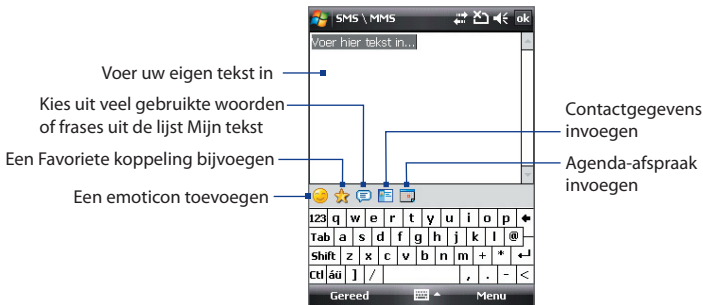 SMS \ MMS
ok
Voer hier tekst in...
Voer uw eigen tekst in
Kies uit veel gebruikte woorden
of frases uit de lijst Mijn tekst
Een Favoriete koppeling bijvoegen
Een emoticon toevoegen
Contactgegevens
invoegen
Agenda-afspraak
invoegen
123 q w e r t y u i o p
Tab a s d f g h j k l @
Shift z x c v b n m + *
Ctl áü ] / , . - <
Gereed Menu